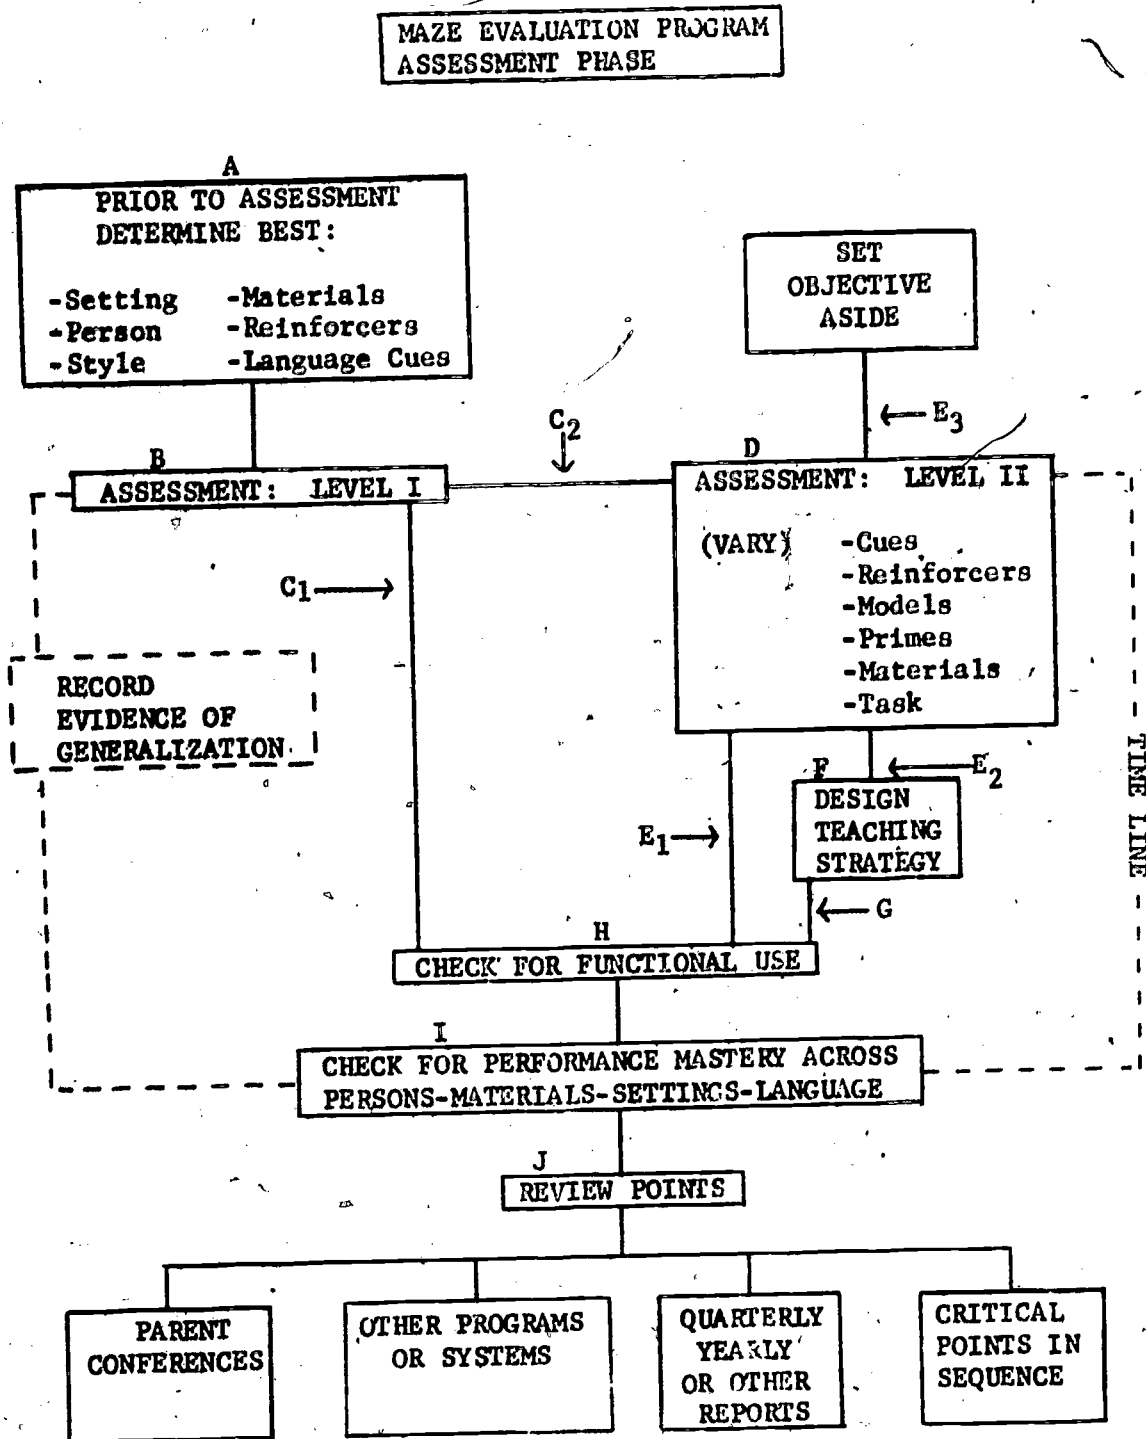 MAZE EVALUATION PROGRAM
ASSESSMENT PHASE
A
PRIOR TO ASSESSMENT
DETERMINE BEST:
-Setting -Materials
-Person -Reinforcers
-Style -Language Cues
SET
OBJECTIVE
ASIDE
E3
C2
B
ASSESSMENT: LEVEL I
D
ASSESSMENT: LEVEL II
(VARY) -Cues
-Reinforcers
-Models
-Primes
-Materials
-Task
C1
RECORD
EVIDENCE OF
GENERALIZATION
TIME LINE
E2
F
DESIGN
TEACHING
STRATEGY
E1
G
H
CHECK FOR FUNCTIONAL USE
I
CHECK FOR PERFORMANCE MASTERY ACROSS
PERSONS-MATERIALS-SETTINGS-LANGUAGE
J
REVIEW POINTS
PARENT
CONFERENCES
OTHER PROGRAMS
OR SYSTEMS
QUARTERLY
YEARLY
OR OTHER
REPORTS
CRITICAL
POINTS IN
SEQUENCE